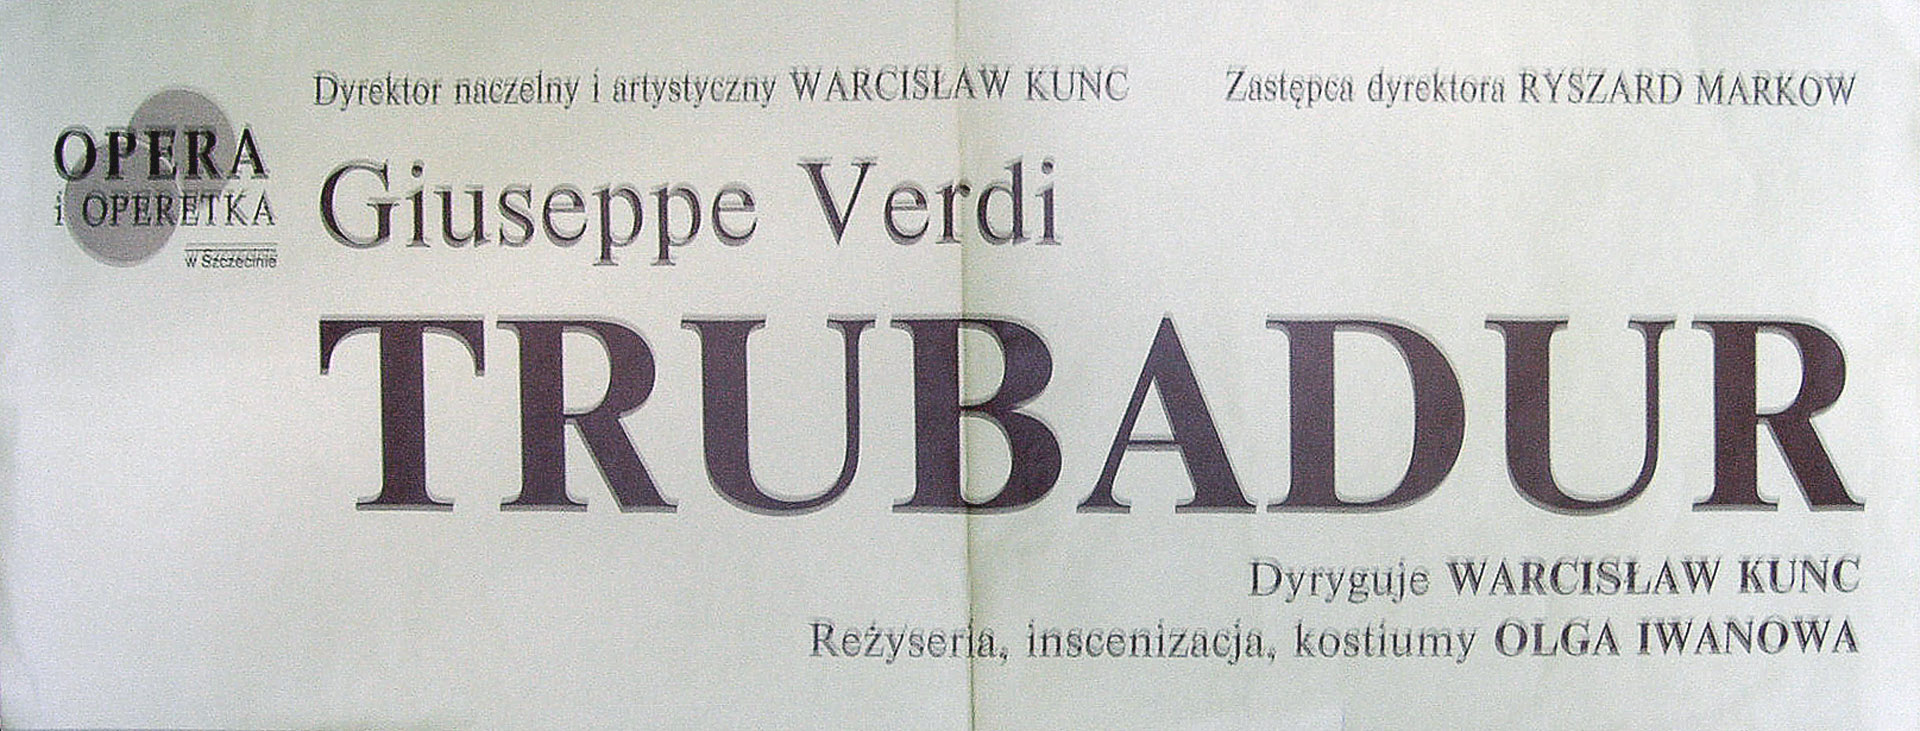 Dyrektor naczelny i artystyczny WARCISŁAW KUNC
Zastępca dyrektora RYSZARD MARKOW
OPERA
i OPERETKA
w Szczecinie
Giuseppe Verdi
TRUBADUR
Dyryguje WARCISŁAW KUNC
Reżyseria, inscenizacja, kostiumy OLGA IWANOWA